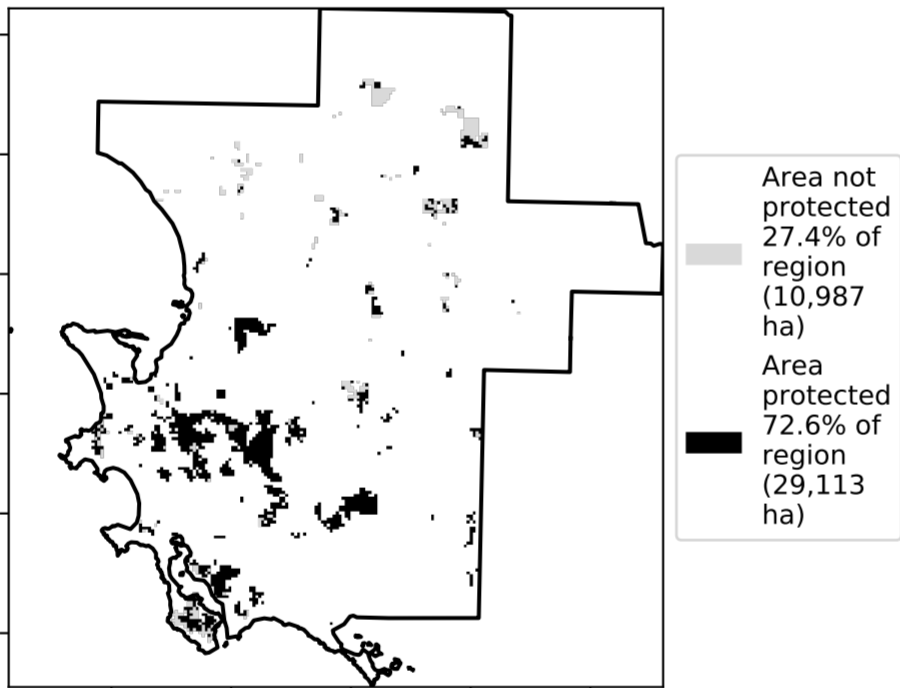 Area not
protected
27.4% of
region
(10,987
ha)
Area
protected
72.6% of
region
(29,113
ha)